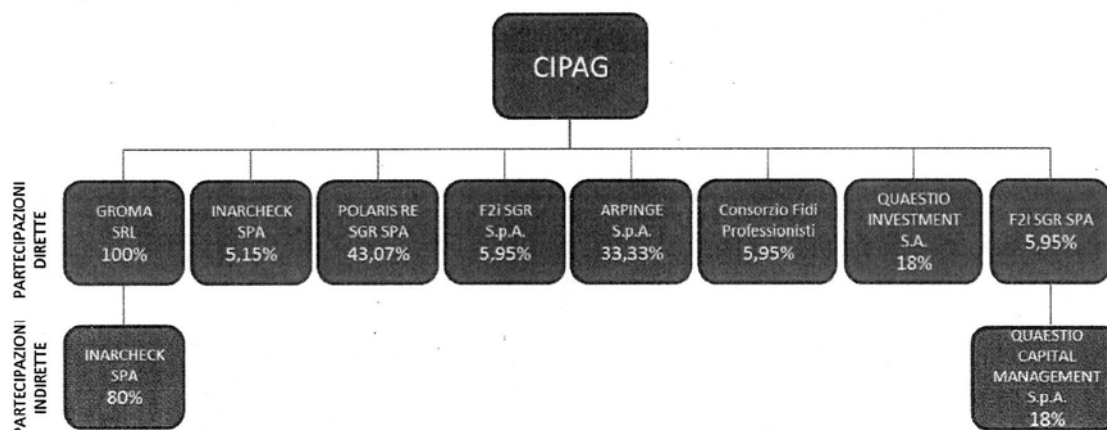 CIPAG
PARTECIPAZIONI
DIRETTE
GROMA
SRL
100%
INARCHECK
SPA
5,15%
POLARIS RE
SGR SPA
43,07%
F2i SGR
S.p.A.
5,95%
ARPINGE
S.p.A.
33,33%
Consorzio Fidi
Professionisti
5,95%
QUAESTIO
INVESTMENT
S.A.
18%
F2I SGR SPA
5,95%
PARTECIPAZIONI
INDIRETTE
INARCHECK
SPA
80%
QUAESTIO
CAPITAL
MANAGEMENT
S.p.A.
18%